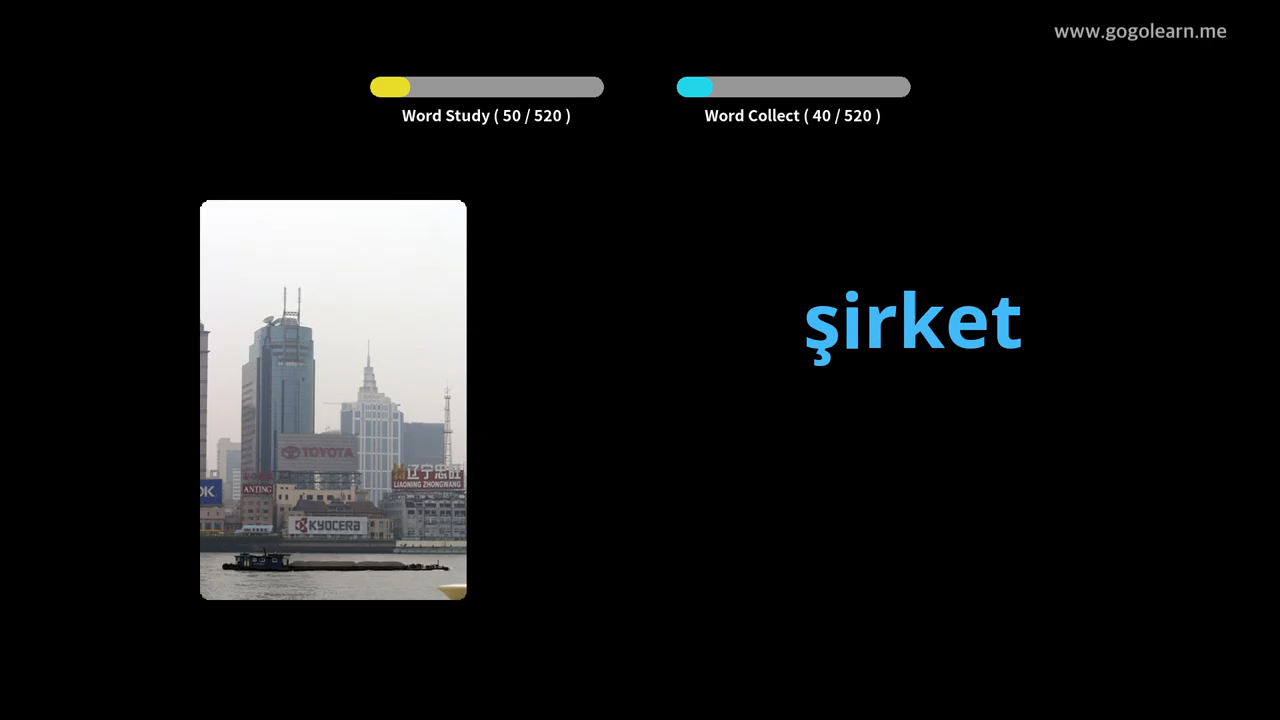 www.gogolearn.me
Word Study ( 50 / 520 )
Word Collect ( 40 / 520 )
şirket
TOYOTA
辽宁忠旺
LIAONING ZHONGWANG
OK
ANTING
KYOCERA